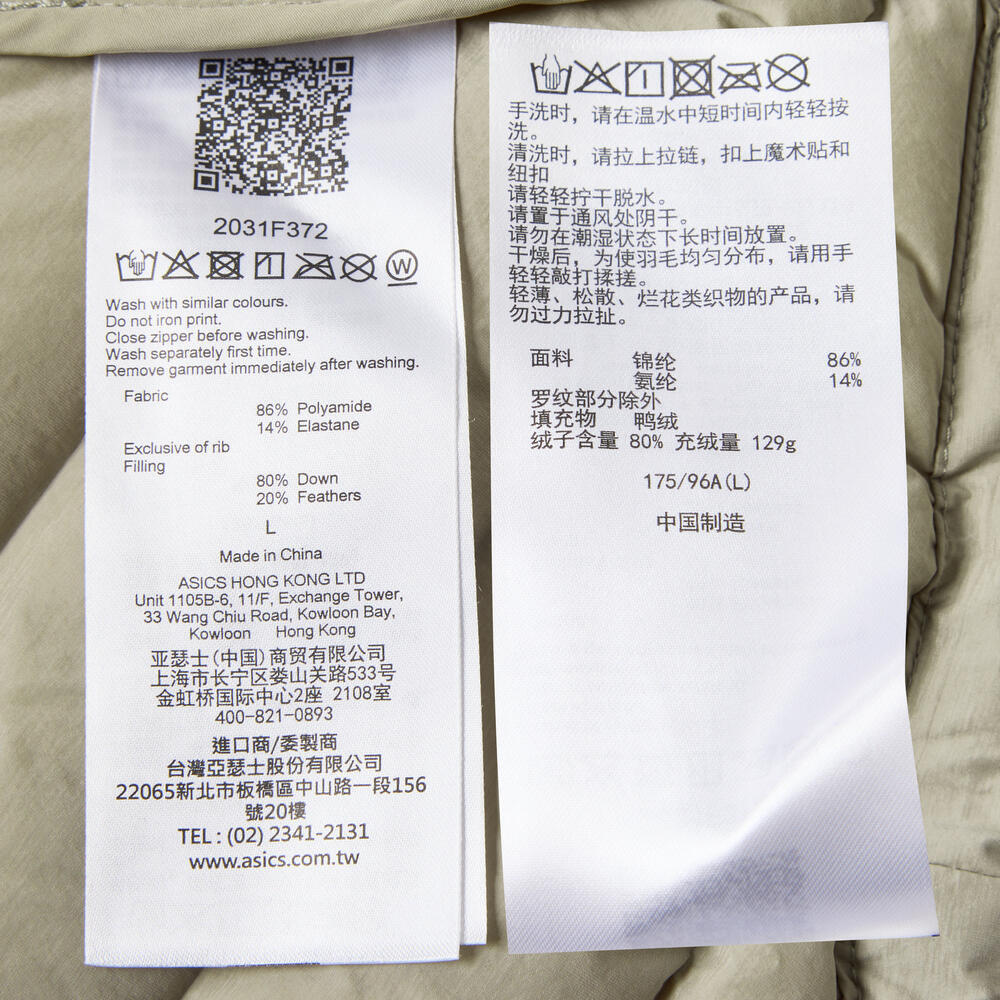 2031F372
W
Wash with similar colours.
Do not iron print.
Close zipper before washing.
Wash separately first time.
Remove garment immediately after washing.
Fabric
86% Polyamide
14% Elastane
Exclusive of rib
Filling
80% Down
20% Feathers
L
Made in China
ASICS HONG KONG LTD
Unit 1105B-6, 11/F, Exchange Tower,
33 Wang Chiu Road, Kowloon Bay,
Kowloon Hong Kong
亚瑟士(中国)商贸有限公司
上海市长宁区娄山关路533号
金虹桥国际中心2座 2108室
400-821-0893
進口商/委製商
台灣亞瑟士股份有限公司
22065新北市板橋區中山路一段156
號20樓
TEL : (02) 2341-2131
www.asics.com.tw
手洗时，请在温水中短时间内轻轻按
洗。
清洗时，请拉上拉链，扣上魔术贴和
纽扣
请轻轻拧干脱水。
请置于通风处阴干。
请勿在潮湿状态下长时间放置。
干燥后，为使羽毛均匀分布，请用手
轻轻敲打揉搓。
轻薄、松散、烂花类织物的产品，请
勿过力拉扯。
面料 锦纶 86%
氨纶 14%
罗纹部分除外
填充物 鸭绒
绒子含量 80% 充绒量 129g
175/96A(L)
中国制造